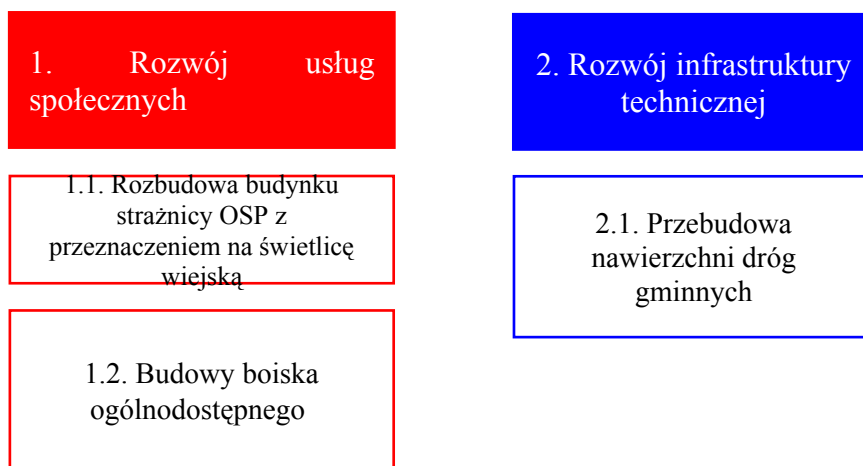 1. Rozwój usług
społecznych
1.1. Rozbudowa budynku
strażnicy OSP z
przeznaczeniem na świetlicę
wiejską
1.2. Budowy boiska
ogólnodostępnego
2. Rozwój infrastruktury
technicznej
2.1. Przebudowa
nawierzchni dróg
gminnych